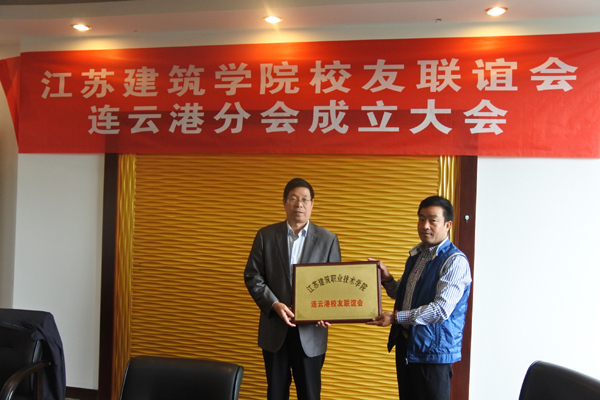 江苏建筑学院校友联谊会
连云港分会成立大会
江苏建筑职业技术学院
连云港校友联谊会